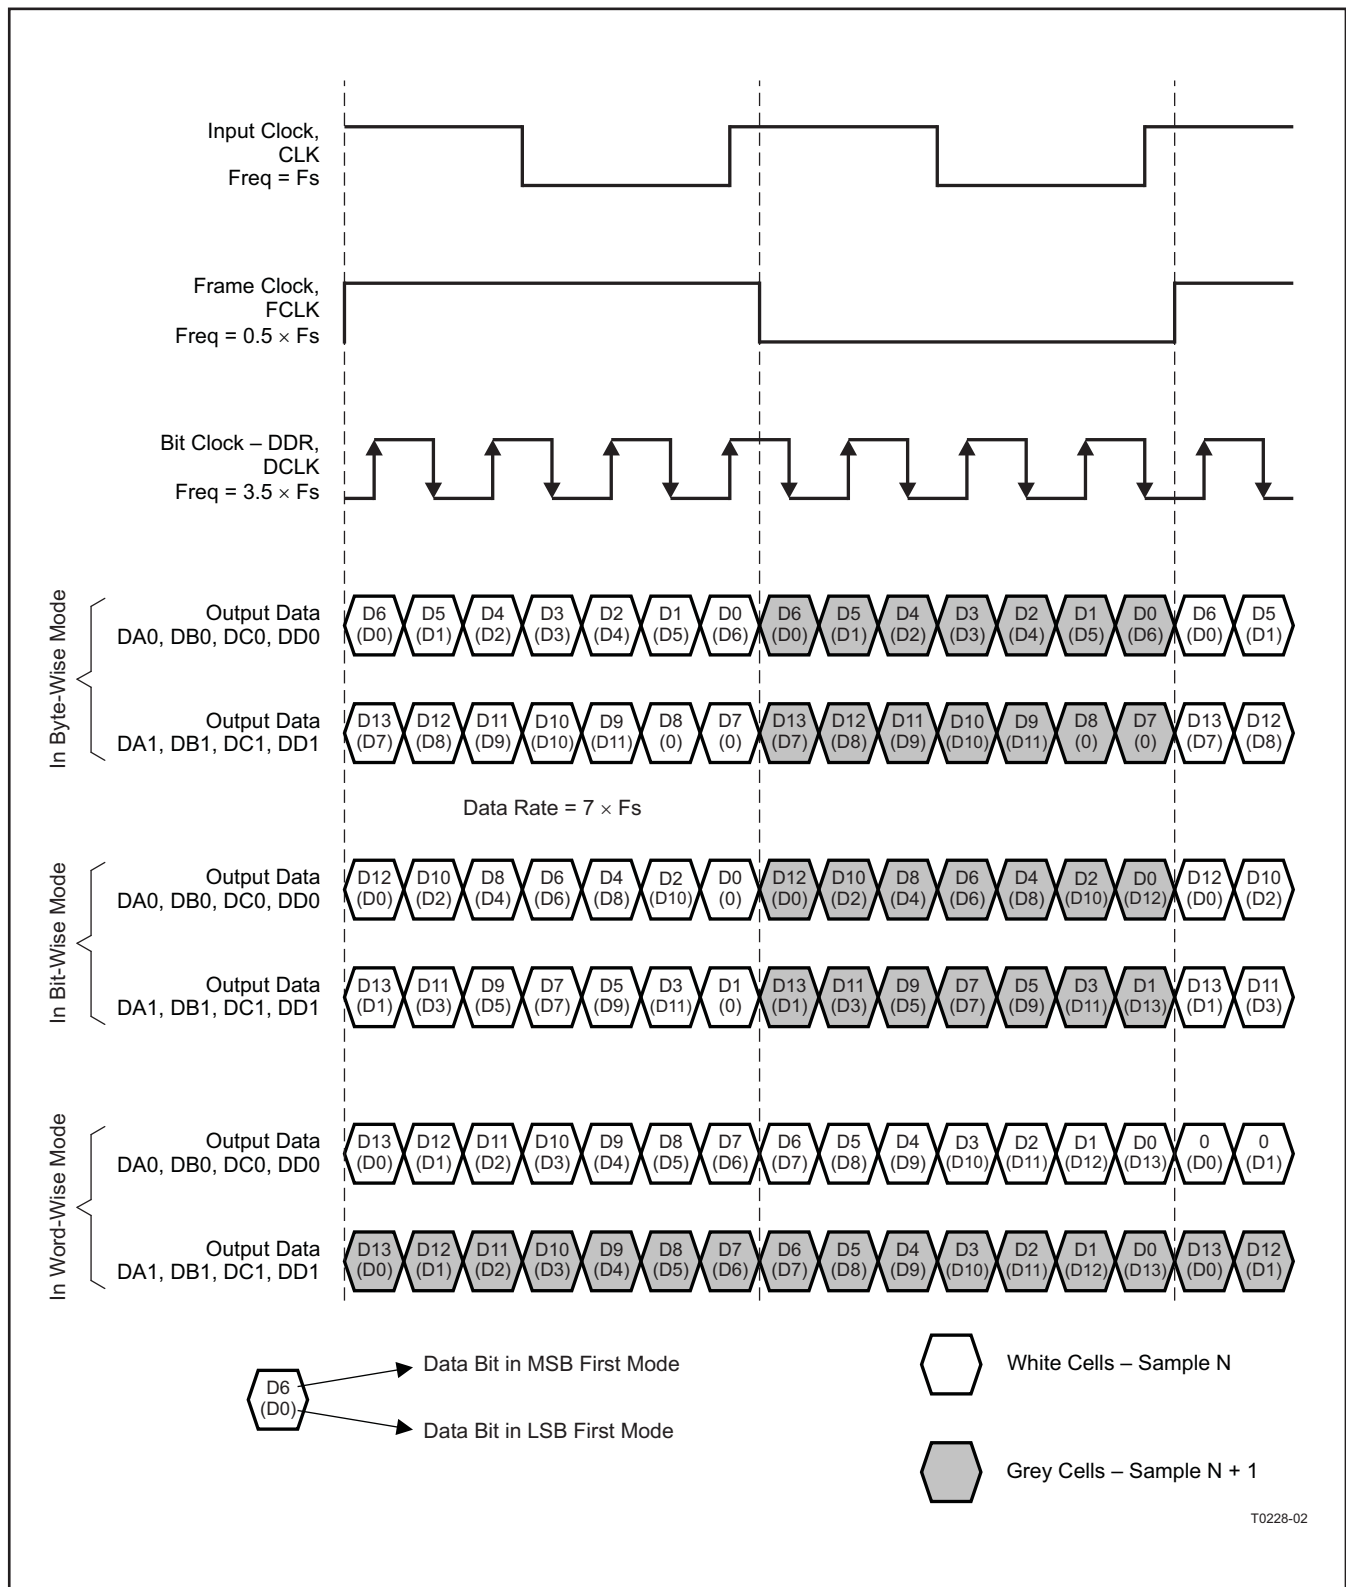 Input Clock,
CLK
Freq = Fs
Frame Clock,
FCLK
Freq = 0.5 × Fs
Bit Clock – DDR,
DCLK
Freq = 3.5 × Fs
In Byte-Wise Mode
Output Data
DA0, DB0, DC0, DD0
D6 D5 D4 D3 D2 D1 D0 D6 D5 D4 D3 D2 D1 D0 D6 D5
(D0) (D1) (D2) (D3) (D4) (D5) (D6) (D0) (D1) (D2) (D3) (D4) (D5) (D6) (D0) (D1)
Output Data
DA1, DB1, DC1, DD1
D13 D12 D11 D10 D9 D8 D7 D13 D12 D11 D10 D9 D8 D7 D13 D12
(D7) (D8) (D9) (D10) (D11) (0) (0) (D7) (D8) (D9) (D10) (D11) (0) (0) (D7) (D8)
Data Rate = 7 × Fs
In Bit-Wise Mode
Output Data
DA0, DB0, DC0, DD0
D12 D10 D8 D6 D4 D2 D0 D12 D10 D8 D6 D4 D2 D0 D12 D10
(D0) (D2) (D4) (D6) (D8) (D10) (0) (D0) (D2) (D4) (D6) (D8) (D10) (D12) (D0) (D2)
Output Data
DA1, DB1, DC1, DD1
D13 D11 D9 D7 D5 D3 D1 D13 D11 D9 D7 D5 D3 D1 D13 D11
(D1) (D3) (D5) (D7) (D9) (D11) (0) (D1) (D3) (D5) (D7) (D9) (D11) (D13) (D1) (D3)
In Word-Wise Mode
Output Data
DA0, DB0, DC0, DD0
D13 D12 D11 D10 D9 D8 D7 D6 D5 D4 D3 D2 D1 D0 0 0
(D0) (D1) (D2) (D3) (D4) (D5) (D6) (D7) (D8) (D9) (D10) (D11) (D12) (D13) (D0) (D1)
Output Data
DA1, DB1, DC1, DD1
D13 D12 D11 D10 D9 D8 D7 D6 D5 D4 D3 D2 D1 D0 D13 D12
(D0) (D1) (D2) (D3) (D4) (D5) (D6) (D7) (D8) (D9) (D10) (D11) (D12) (D13) (D0) (D1)
D6
(D0)
Data Bit in MSB First Mode
Data Bit in LSB First Mode
White Cells – Sample N
Grey Cells – Sample N + 1
T0228-02